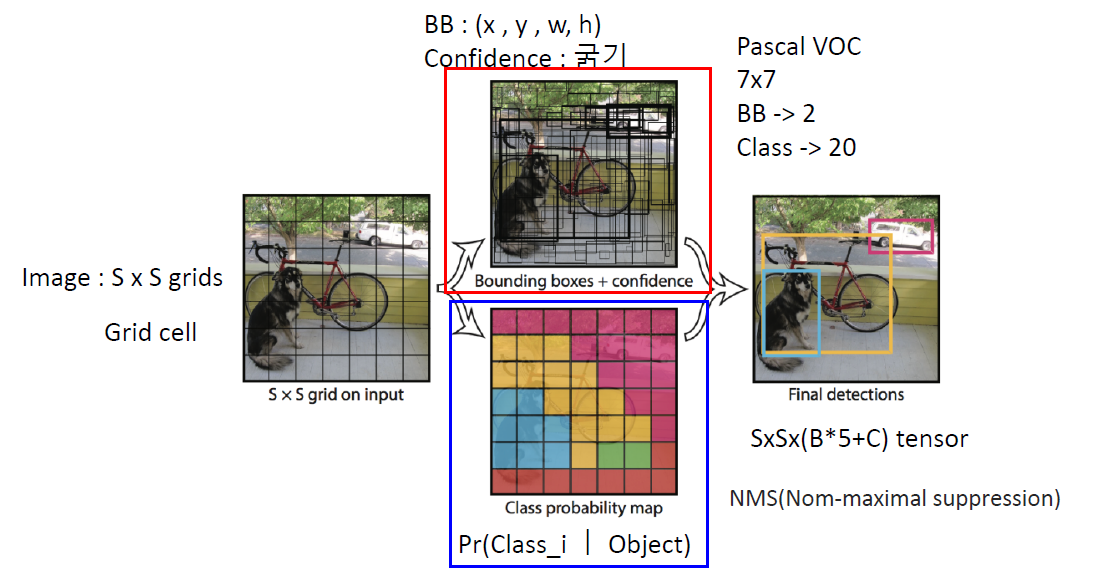 BB : (x , y , w, h)
Confidence : 굵기
Pascal VOC
7x7
BB -> 2
Class -> 20
Image : S x S grids
Grid cell
S × S grid on input
Bounding boxes + confidence
Class probability map
Pr(Class_i | Object)
Final detections
SxSx(B*5+C) tensor
NMS(Nom-maximal suppression)